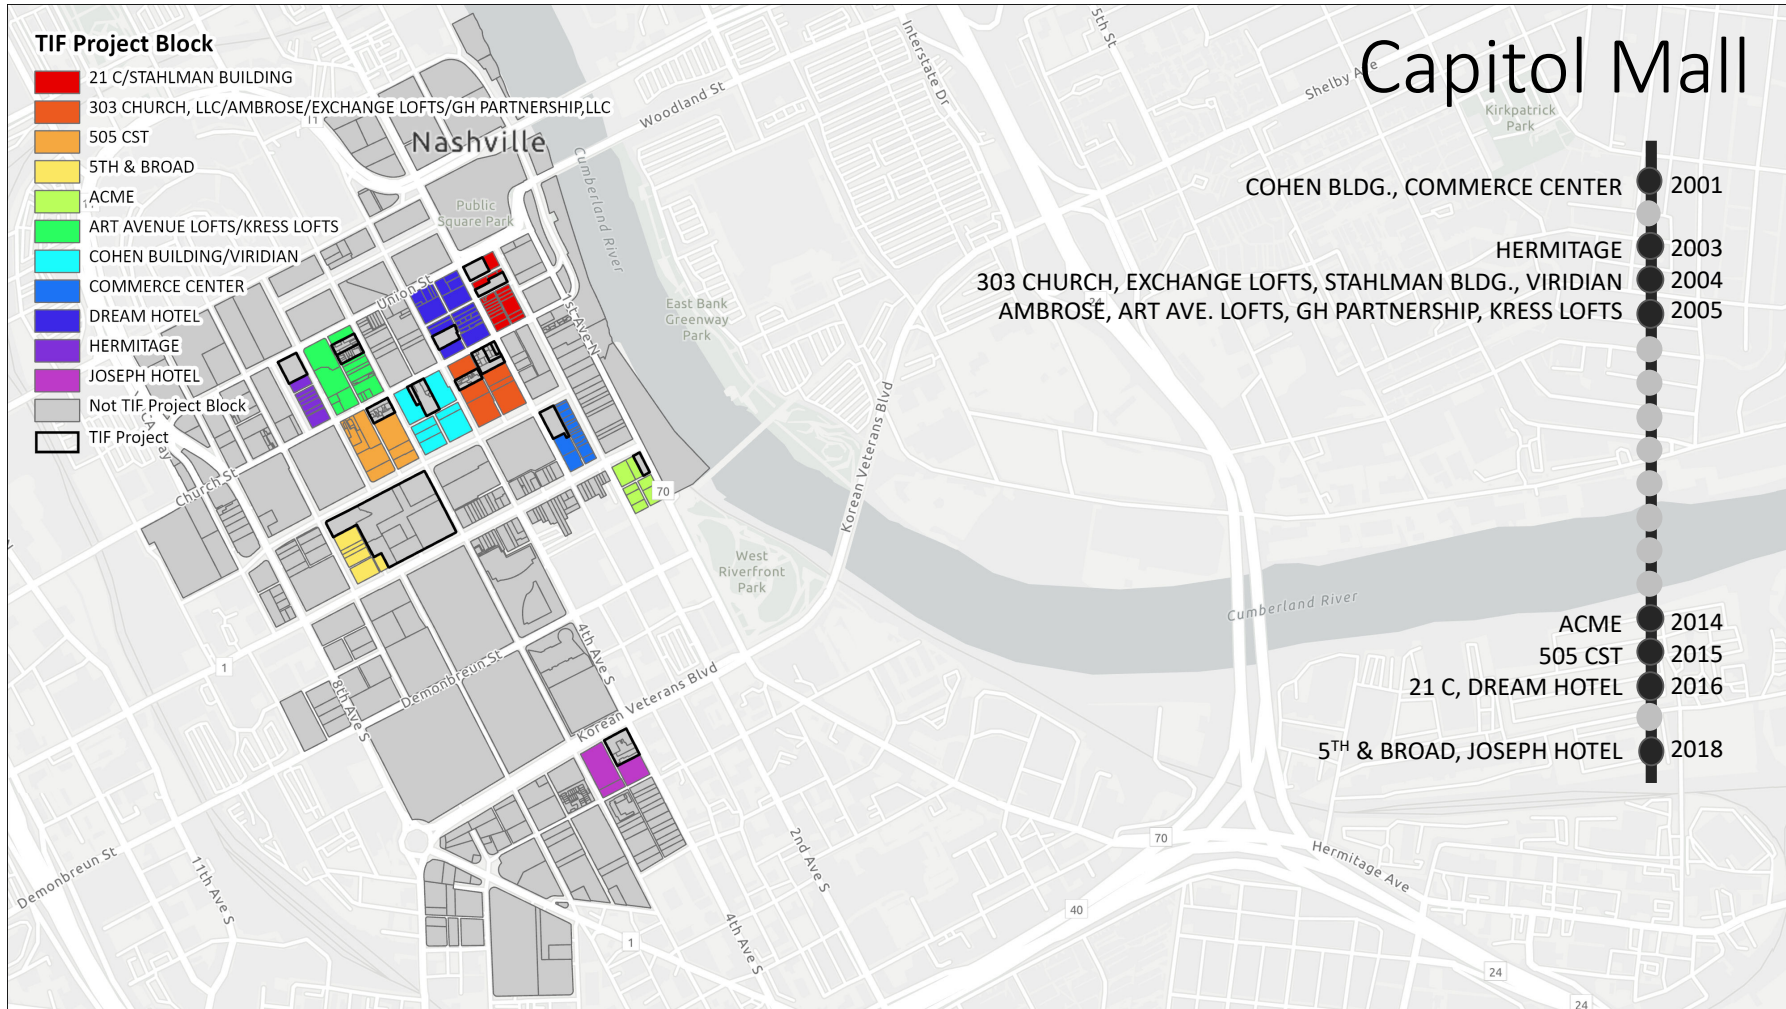 TIF Project Block
21 C/STAHLMAN BUILDING
303 CHURCH, LLC/AMBROSE/EXCHANGE LOFTS/GH PARTNERSHIP,LLC
505 CST
5TH & BROAD
ACME
ART AVENUE LOFTS/KRESS LOFTS
COHEN BUILDING/VIRIDIAN
COMMERCE CENTER
DREAM HOTEL
HERMITAGE
JOSEPH HOTEL
Not TIF Project Block
TIF Project
Capitol Mall
COHEN BLDG., COMMERCE CENTER 2001
HERMITAGE 2003
303 CHURCH, EXCHANGE LOFTS, STAHLMAN BLDG., VIRIDIAN 2004
AMBROSE, ART AVE. LOFTS, GH PARTNERSHIP, KRESS LOFTS 2005
ACME 2014
505 CST 2015
21 C, DREAM HOTEL 2016
5TH & BROAD, JOSEPH HOTEL 2018
Nashville
Woodland St
Interstate Dr
5th St
Shelby Ave
Kirkpatrick
Park
Public
Square Park
Cumberland River
Union St
1st Ave N
East Bank
Greenway
Park
24
Church St
70
Korean Veterans Blvd
West
Riverfront
Park
Cumberland River
1
4th Ave S
Demonbreun St
8th Ave S
Korean Veterans Blvd
Demonbreun St
11th Ave S
2nd Ave S
4th Ave S
1
70
Hermitage Ave
40
24
24